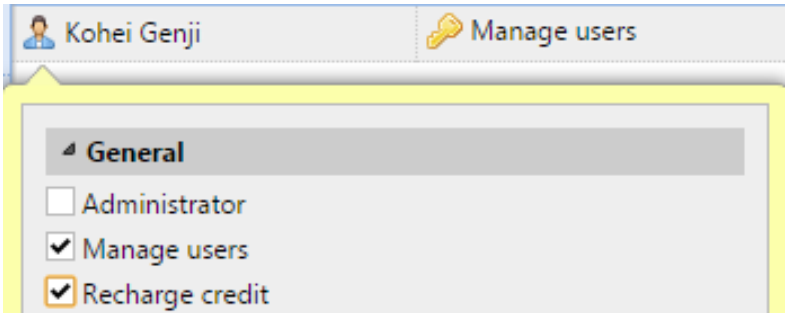 Kohei Genji Manage users
General
Administrator
Manage users
Recharge credit